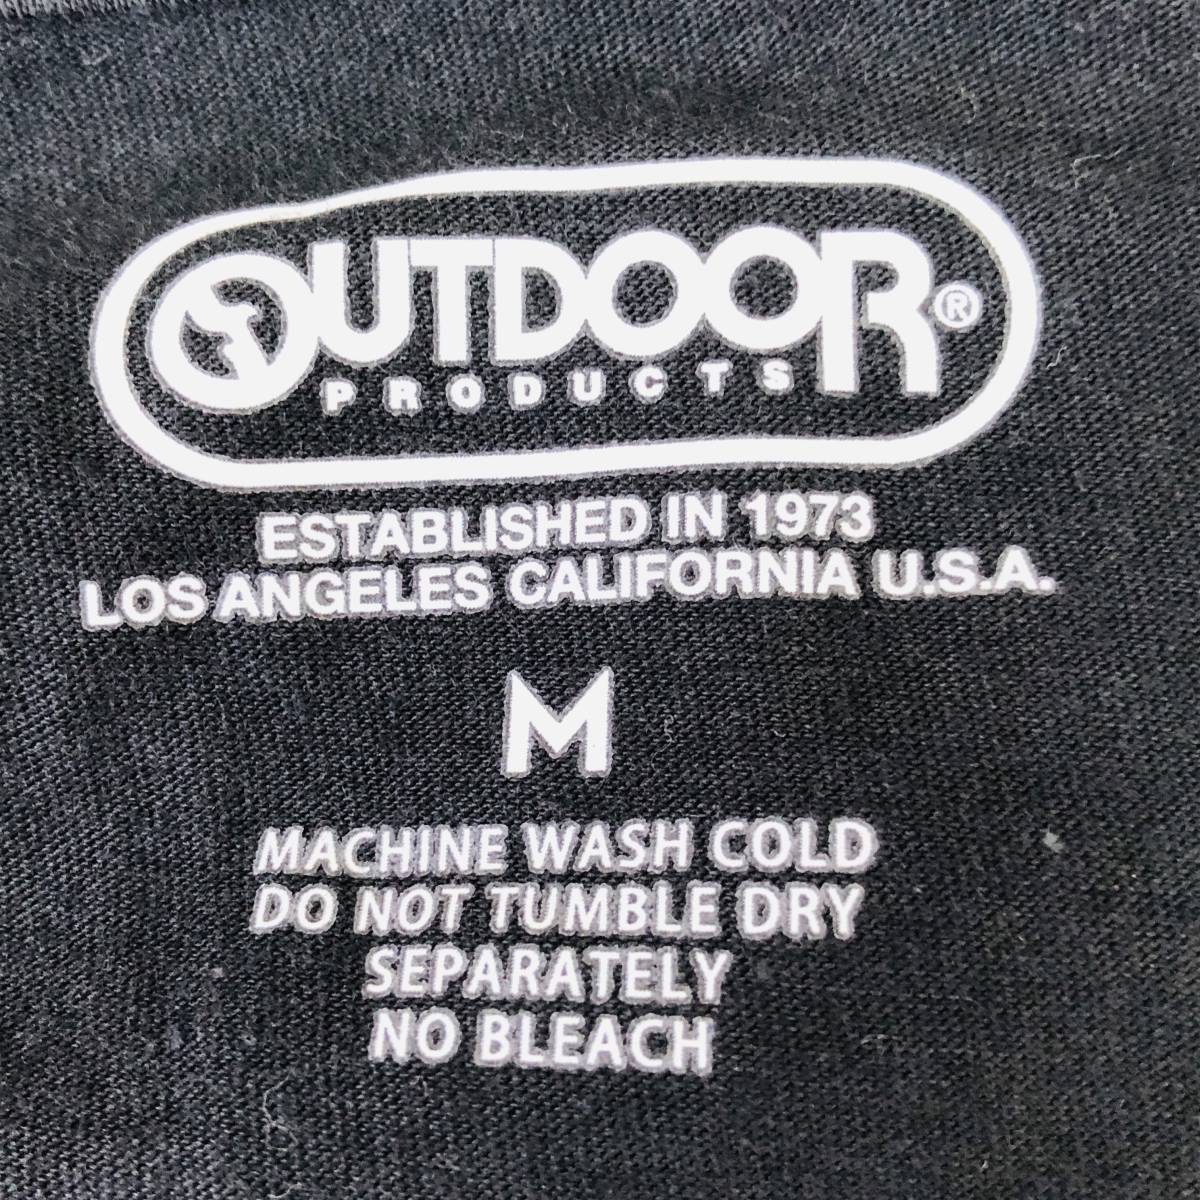 OUTDOOR®
PRODUCTS
ESTABLISHED IN 1973
LOS ANGELES CALIFORNIA U.S.A.
M
MACHINE WASH COLD
DO NOT TUMBLE DRY
SEPARATELY
NO BLEACH